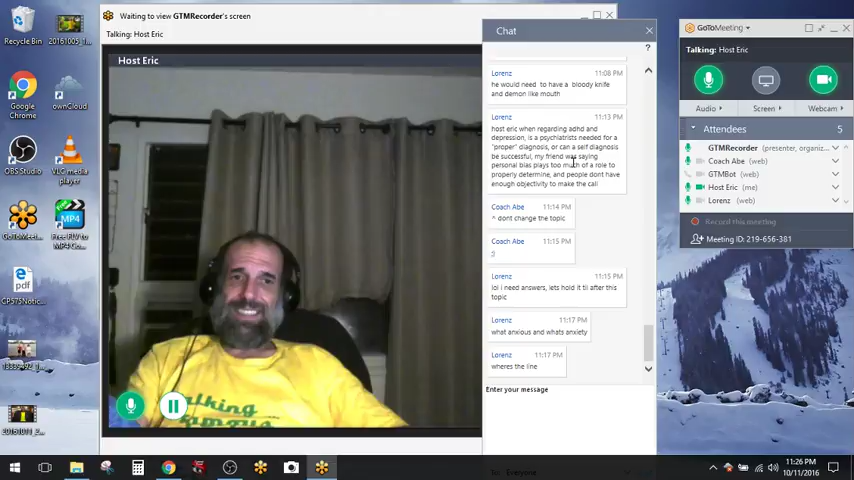 Waiting to view GTMRecorder's screen
Talking: Host Eric
Host Eric
Recycle Bin
20161005_1...
Google
Chrome
ownCloud
OBS Studio
VLC media
player
GoToMeet...
Free FLV to
MP4 Co...
CP575Notic...
Chat
?
Lorenz 11:08 PM
he would need to have a bloody knife
and demon like mouth
Lorenz 11:13 PM
host eric when regarding adhd and
depression, is a psychiatrists needed for a
"proper" diagnosis, or can a self diagnosis
be successful, my friend was saying
personal bias plays too much of a role to
properly determine, and people dont have
enough objectivity to make the call
Coach Abe 11:14 PM
^ dont change the topic
Coach Abe 11:15 PM
;)
Lorenz 11:15 PM
lol i need answers, lets hold it til after this
topic
Lorenz 11:17 PM
what anxious and whats anxiety
Lorenz 11:17 PM
wheres the line
Enter your message
Everyone
GoToMeeting
Talking: Host Eric
Audio
Screen
Webcam
Attendees 5
GTMRecorder (presenter, organiz...
Coach Abe (web)
GTMBot (web)
Host Eric (me)
Lorenz (web)
Record this meeting
Meeting ID: 219-656-381
11:26 PM
10/11/2016